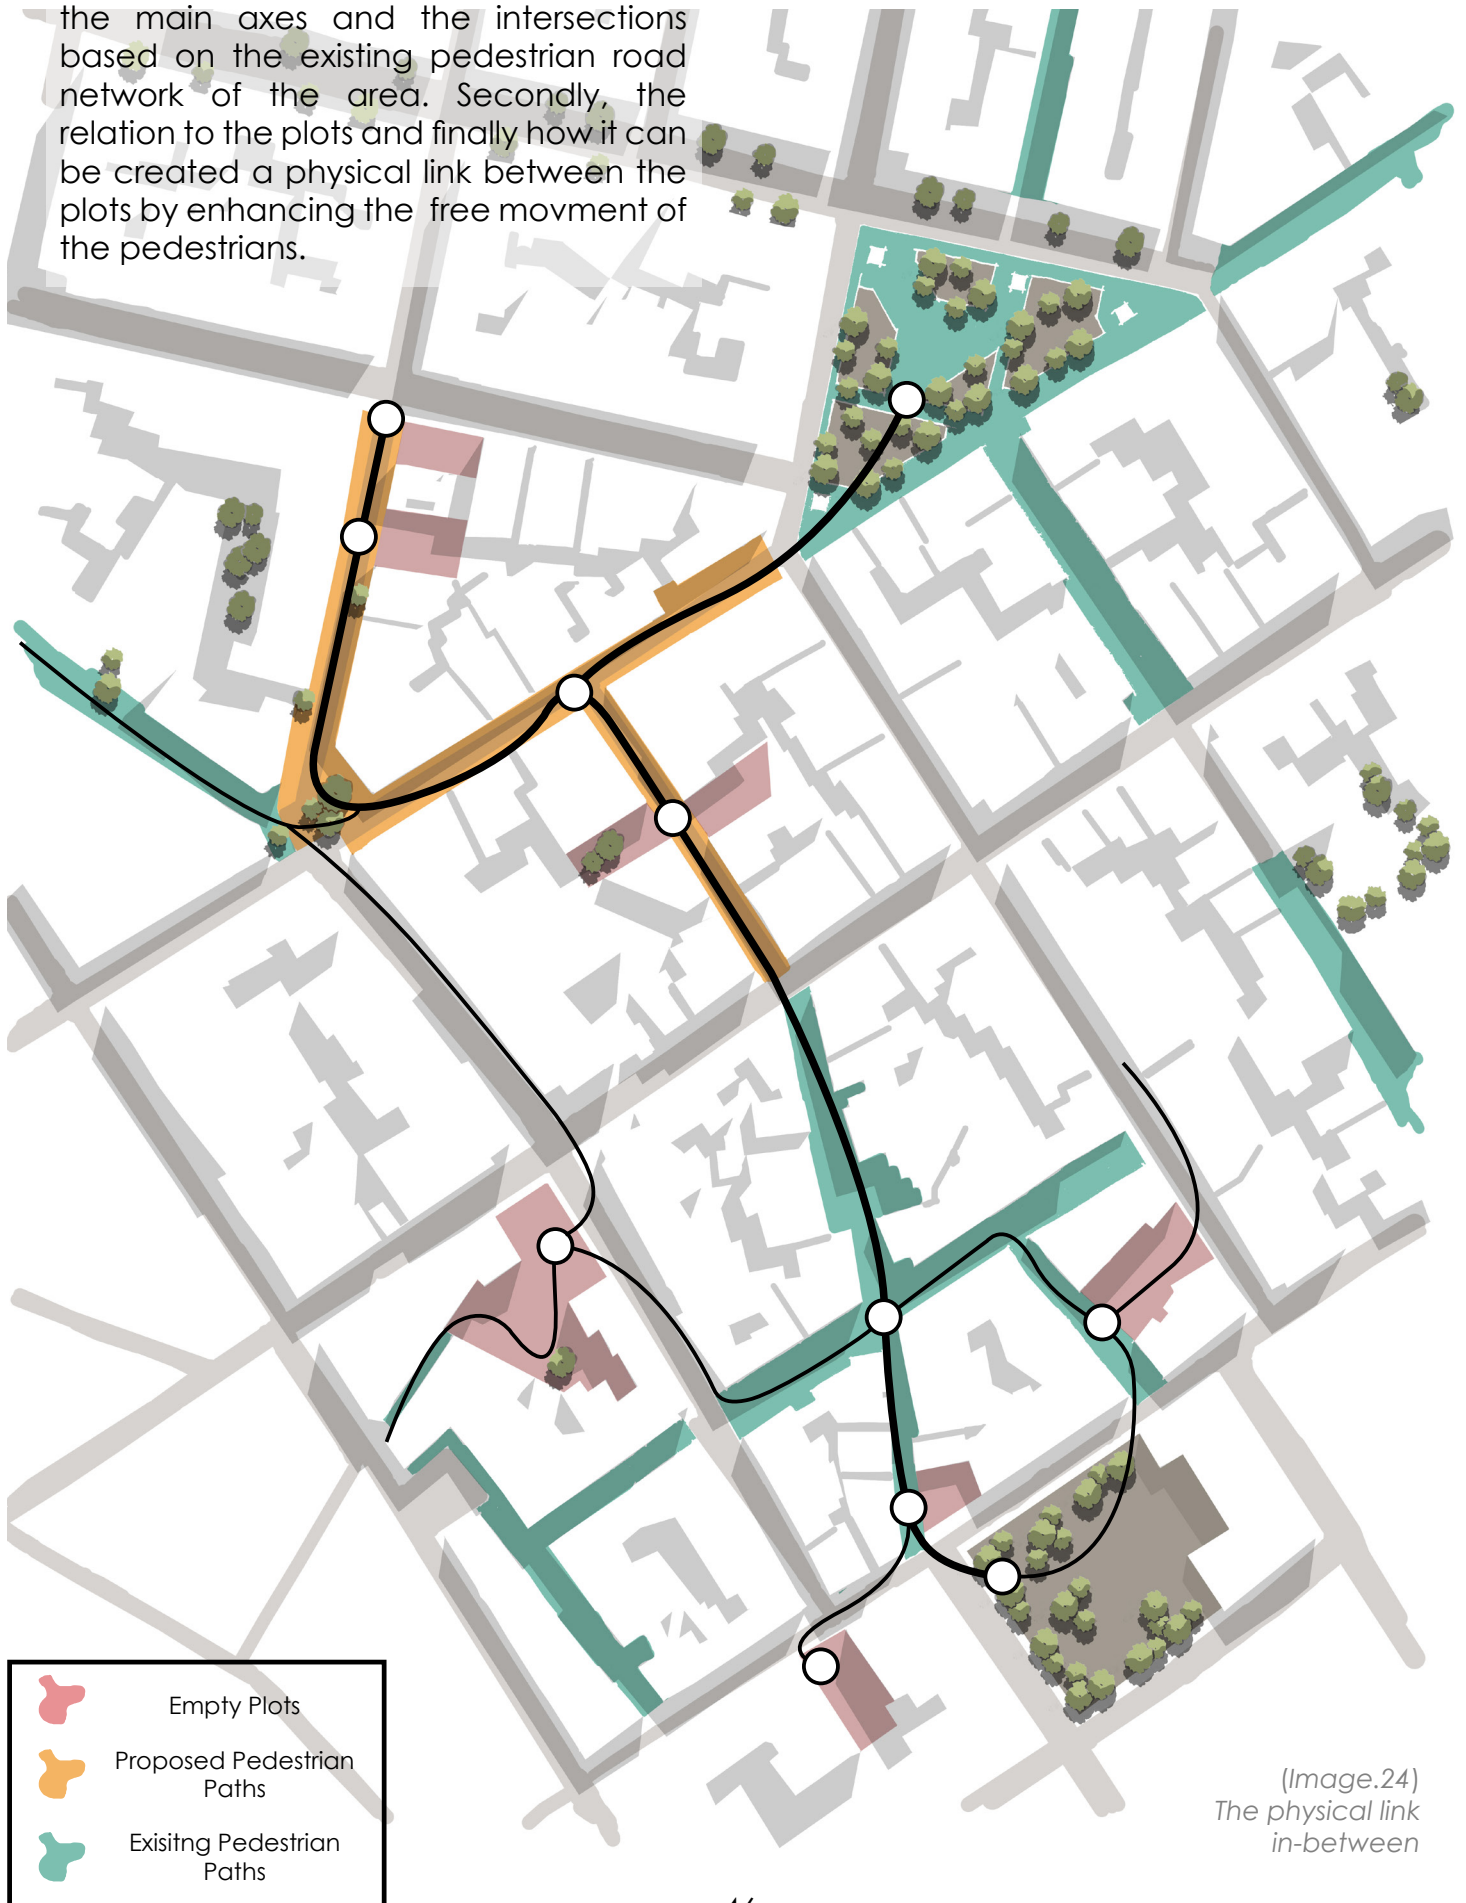 the main axes and the intersections
based on the existing pedestrian road
network of the area. Secondly, the
relation to the plots and finally how it can
be created a physical link between the
plots by enhancing the free movment of
the pedestrians.
Empty Plots
Proposed Pedestrian
Paths
Exisitng Pedestrian
Paths
(Image.24)
The physical link
in-between